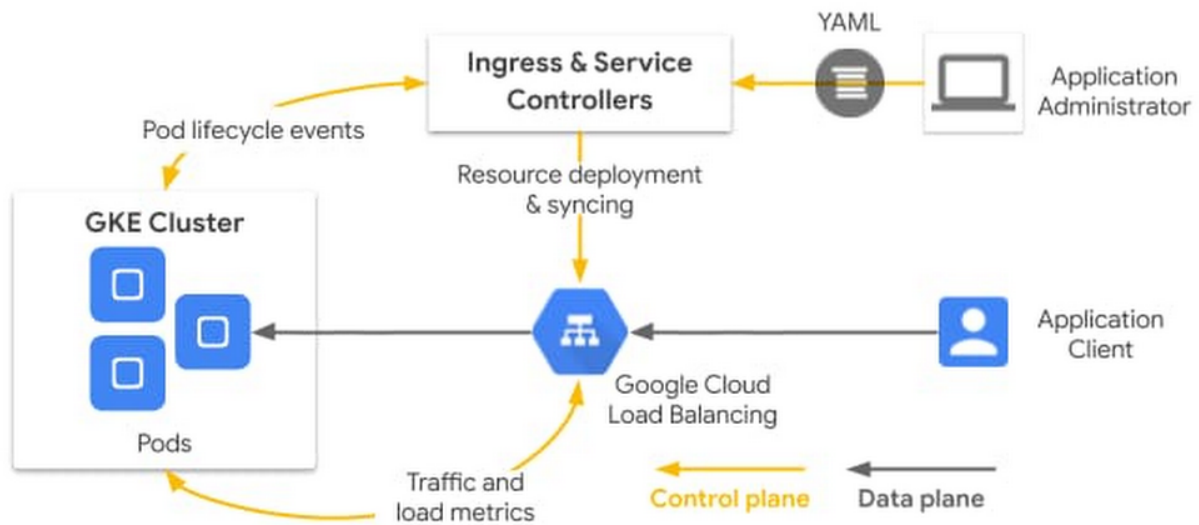 YAML
Ingress & Service
Controllers
Application
Administrator
Pod lifecycle events
Resource deployment
& syncing
GKE Cluster
Application
Client
Google Cloud
Load Balancing
Pods
Traffic and
load metrics
Control plane
Data plane